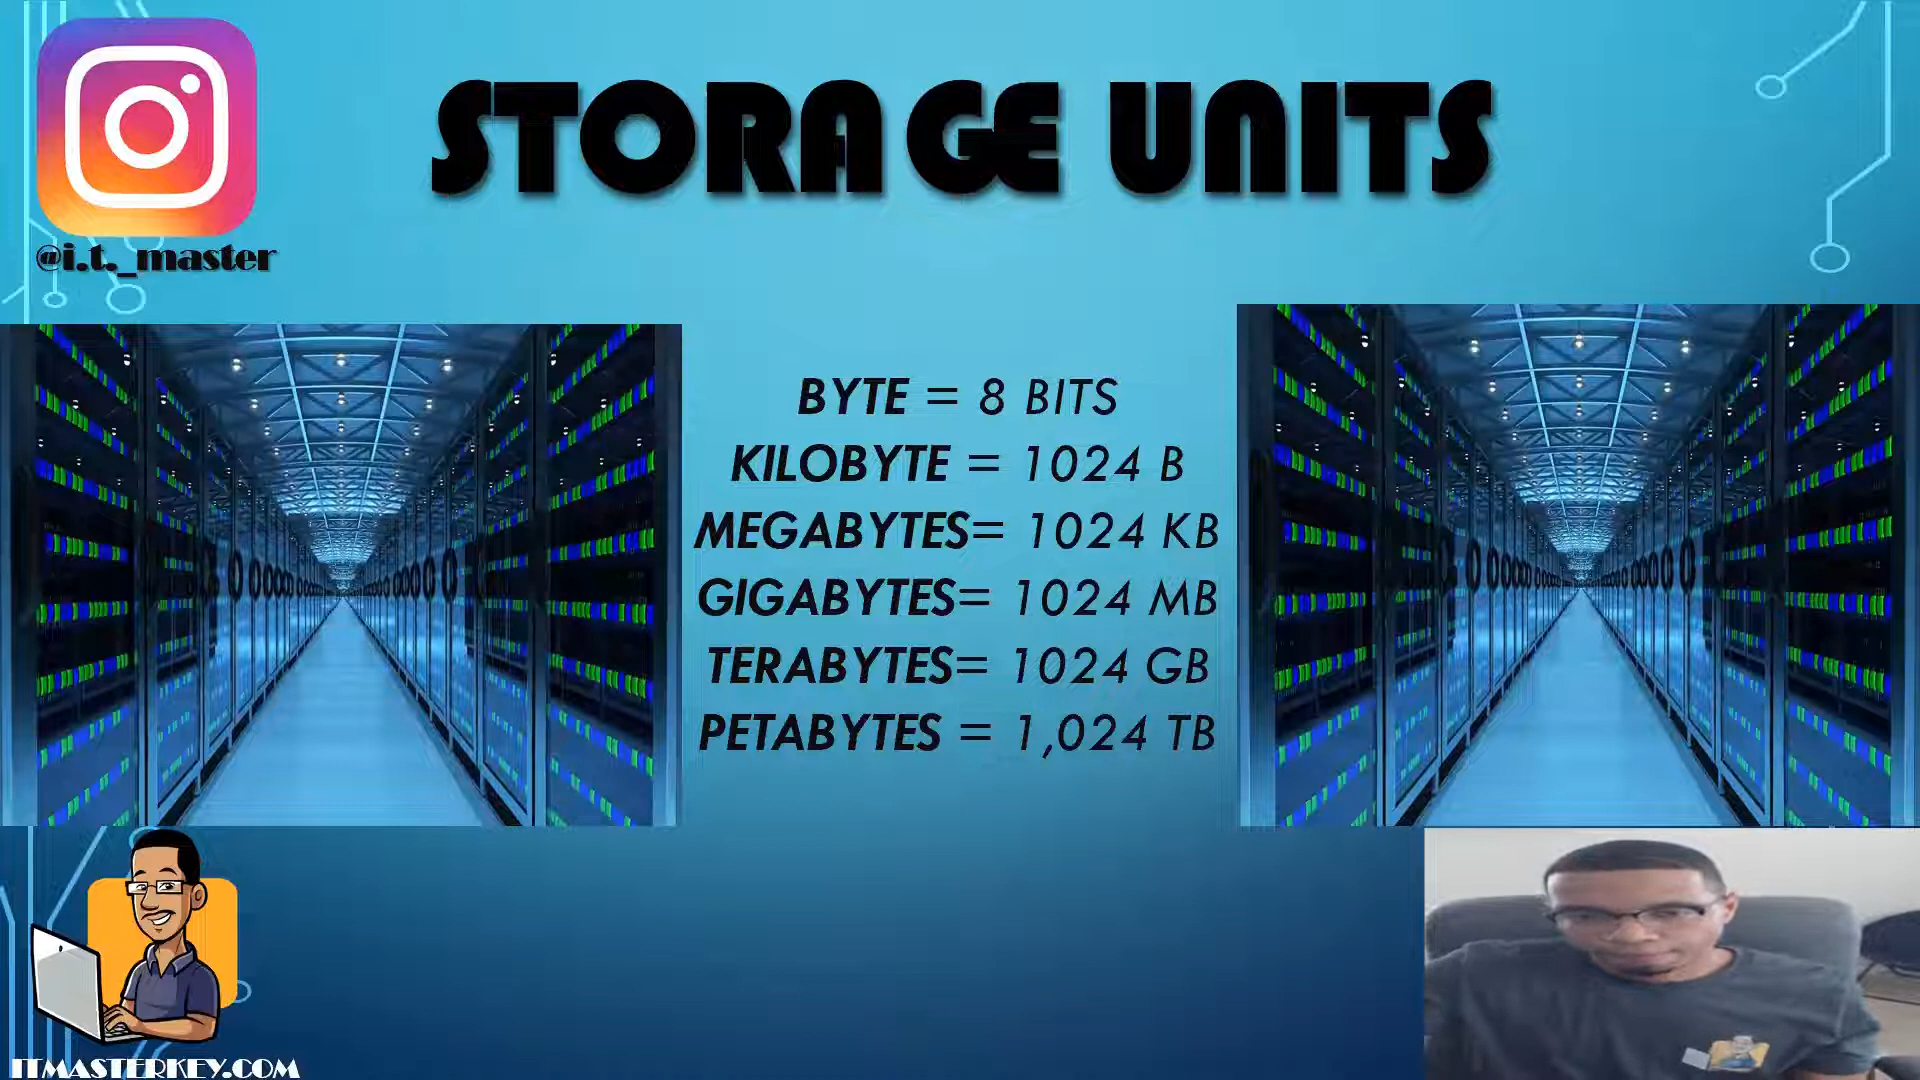 STORAGE UNITS
@i.t._master
BYTE = 8 BITS
KILOBYTE = 1024 B
MEGABYTES= 1024 KB
GIGABYTES= 1024 MB
TERABYTES= 1024 GB
PETABYTES = 1,024 TB
ITMASTERKEY.COM